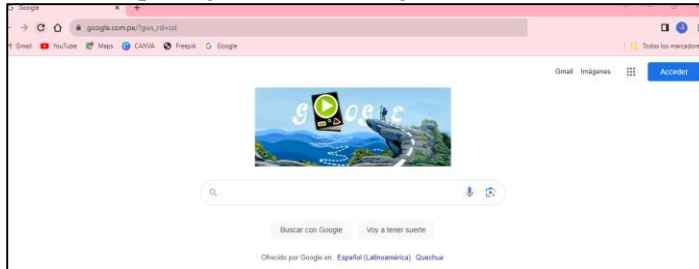 Google
google.com.pe/?gws_rd=ssl
Gmail YouTube Maps CANVA Freepik Google
Todos los marcadores
Gmail Imágenes Acceder
Buscar con Google Voy a tener suerte
Ofrecido por Google en: Español (Latinoamérica) Quechua